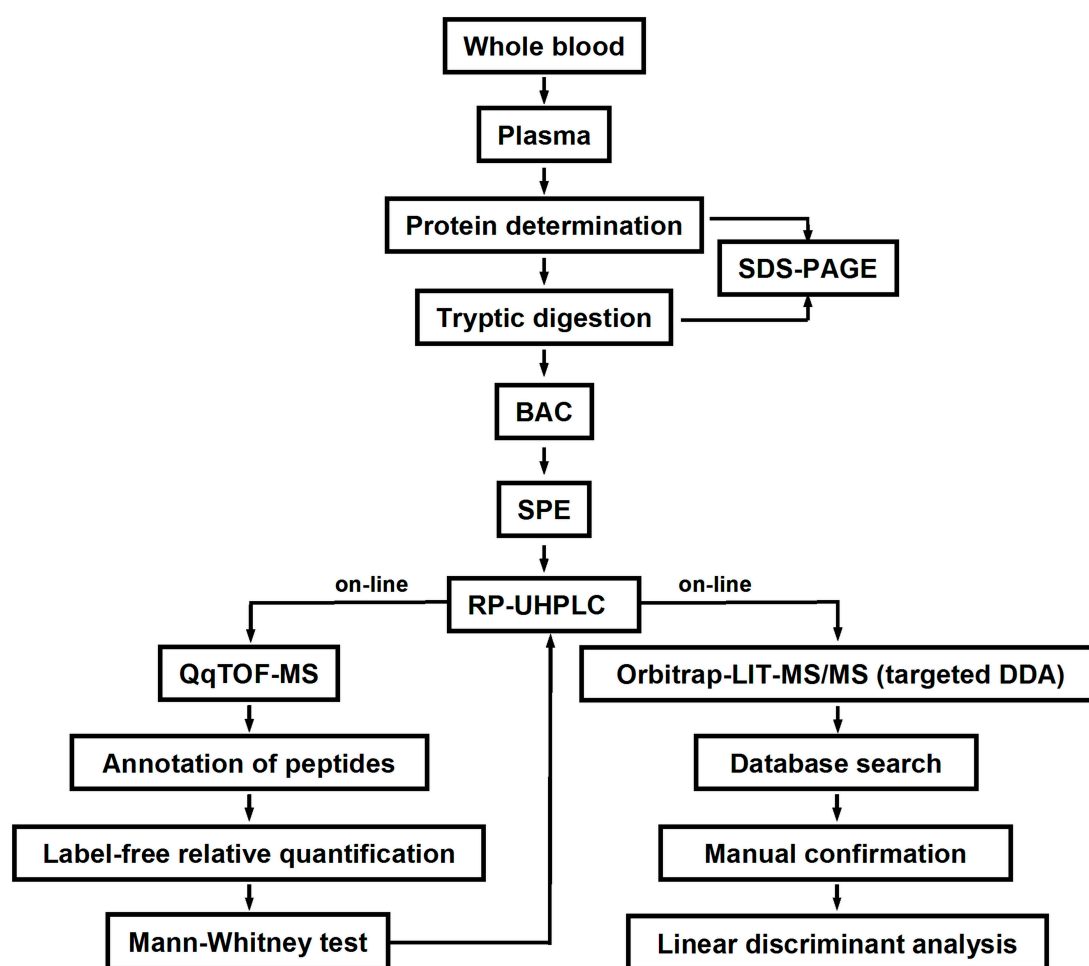 Whole blood
Plasma
Protein determination
SDS-PAGE
Tryptic digestion
BAC
SPE
on-line
RP-UHPLC
on-line
QqTOF-MS
Orbitrap-LIT-MS/MS (targeted DDA)
Annotation of peptides
Database search
Label-free relative quantification
Manual confirmation
Mann-Whitney test
Linear discriminant analysis